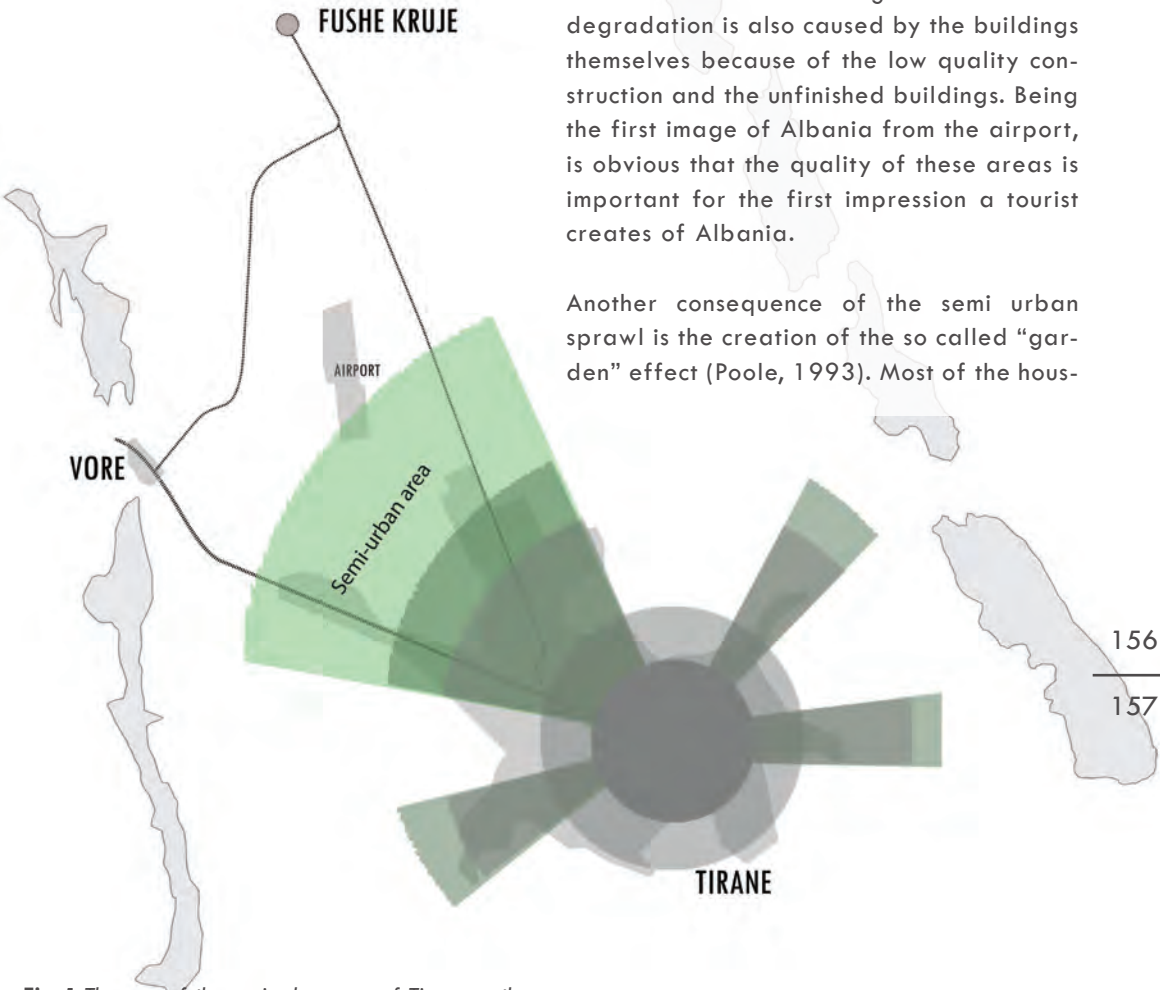 FUSHE KRUJE
degradation is also caused by the buildings
themselves because of the low quality con-
struction and the unfinished buildings. Being
the first image of Albania from the airport,
is obvious that the quality of these areas is
important for the first impression a tourist
creates of Albania.
Another consequence of the semi urban
sprawl is the creation of the so called “gar-
den” effect (Poole, 1993). Most of the hous-
AIRPORT
VORE
Semi-urban area
TIRANE
156
157